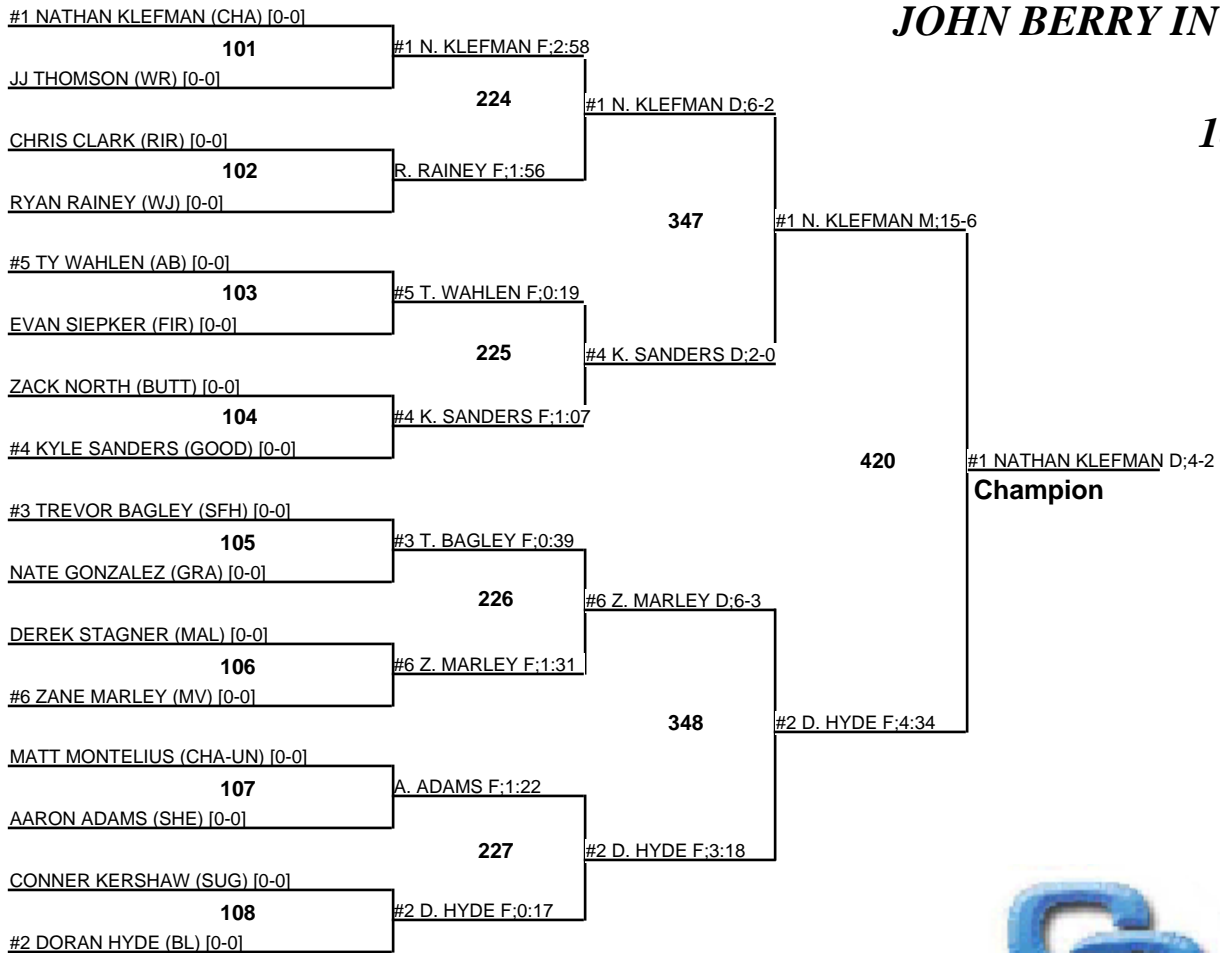 #1 NATHAN KLEFMAN (CHA) [0-0]
JOHN BERRY IN
101
#1 N. KLEFMAN F;2:58
JJ THOMSON (WR) [0-0]
224
#1 N. KLEFMAN D;6-2
CHRIS CLARK (RIR) [0-0]
1
102
R. RAINEY F;1:56
RYAN RAINEY (WJ) [0-0]
347
#1 N. KLEFMAN M;15-6
#5 TY WAHLEN (AB) [0-0]
103
#5 T. WAHLEN F;0:19
EVAN SIEPKER (FIR) [0-0]
225
#4 K. SANDERS D;2-0
ZACK NORTH (BUTT) [0-0]
104
#4 K. SANDERS F;1:07
#4 KYLE SANDERS (GOOD) [0-0]
420
#1 NATHAN KLEFMAN D;4-2
Champion
#3 TREVOR BAGLEY (SFH) [0-0]
105
#3 T. BAGLEY F;0:39
NATE GONZALEZ (GRA) [0-0]
226
#6 Z. MARLEY D;6-3
DEREK STAGNER (MAL) [0-0]
106
#6 Z. MARLEY F;1:31
#6 ZANE MARLEY (MV) [0-0]
348
#2 D. HYDE F;4:34
MATT MONTELIUS (CHA-UN) [0-0]
107
A. ADAMS F;1:22
AARON ADAMS (SHE) [0-0]
227
#2 D. HYDE F;3:18
CONNER KERSHAW (SUG) [0-0]
108
#2 D. HYDE F;0:17
#2 DORAN HYDE (BL) [0-0]